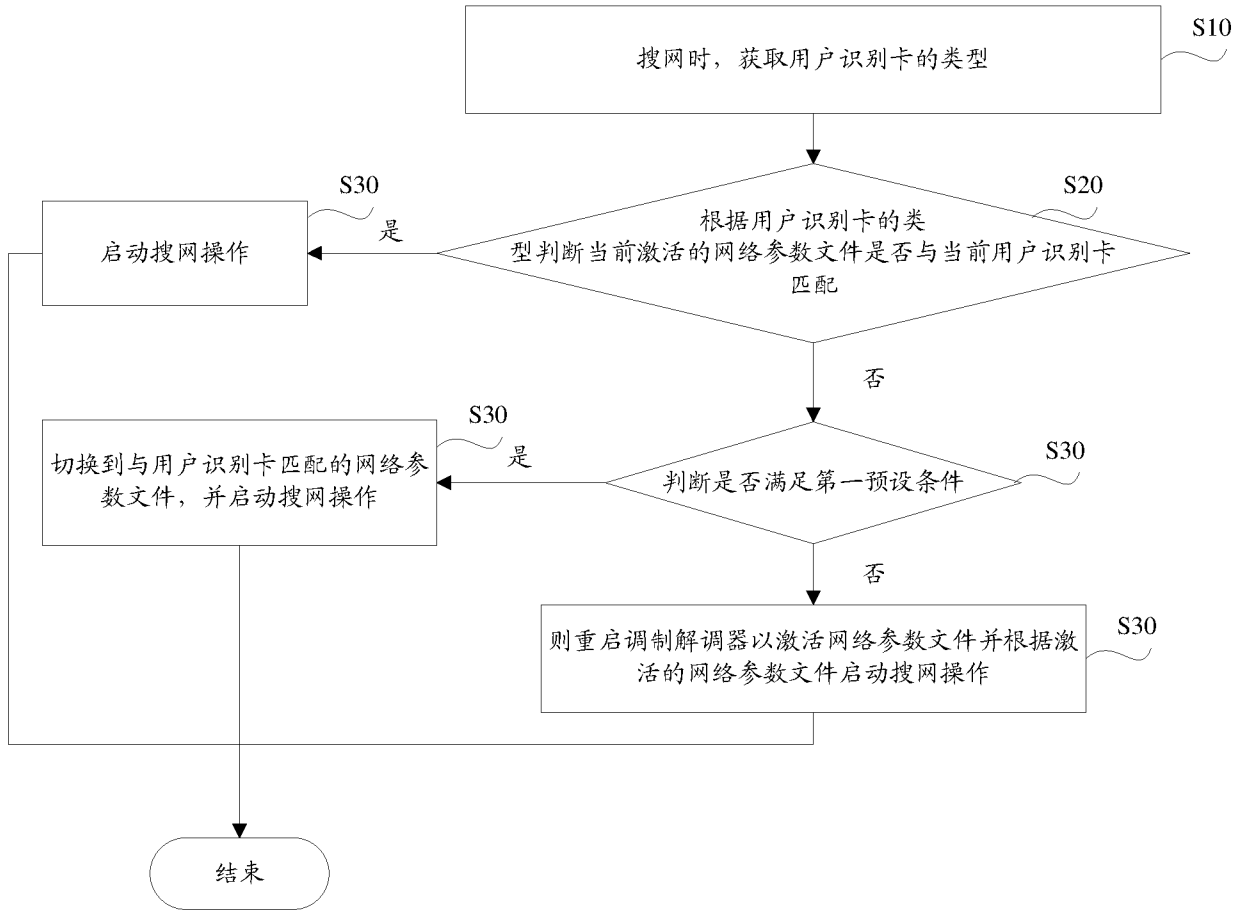 S10
搜网时，获取用户识别卡的类型
S20
根据用户识别卡的类
型判断当前激活的网络参数文件是否与当前用户识别卡
匹配
S30
是
启动搜网操作
否
S30
是
切换到与用户识别卡匹配的网络参
数文件，并启动搜网操作
S30
判断是否满足第一预设条件
否
S30
则重启调制解调器以激活网络参数文件并根据激
活的网络参数文件启动搜网操作
结束